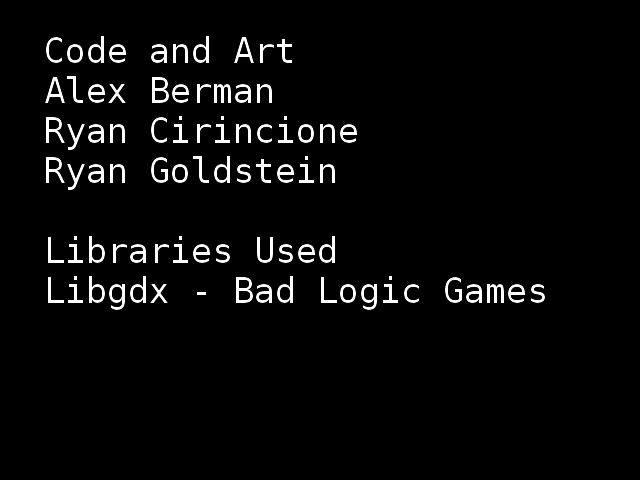 Code and Art
Alex Berman
Ryan Cirincione
Ryan Goldstein
Libraries Used
Libgdx - Bad Logic Games